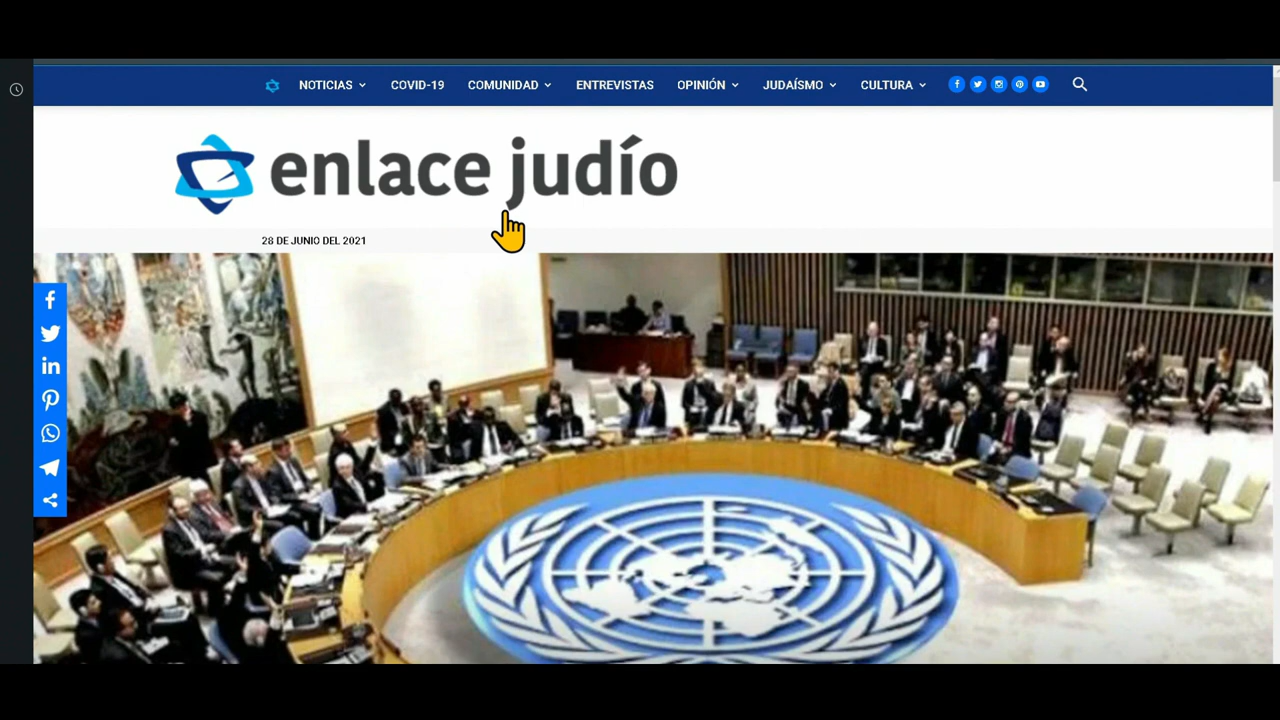 NOTICIAS COVID-19 COMUNIDAD ENTREVISTAS OPINIÓN JUDAÍSMO CULTURA
enlace judío
28 DE JUNIO DEL 2021